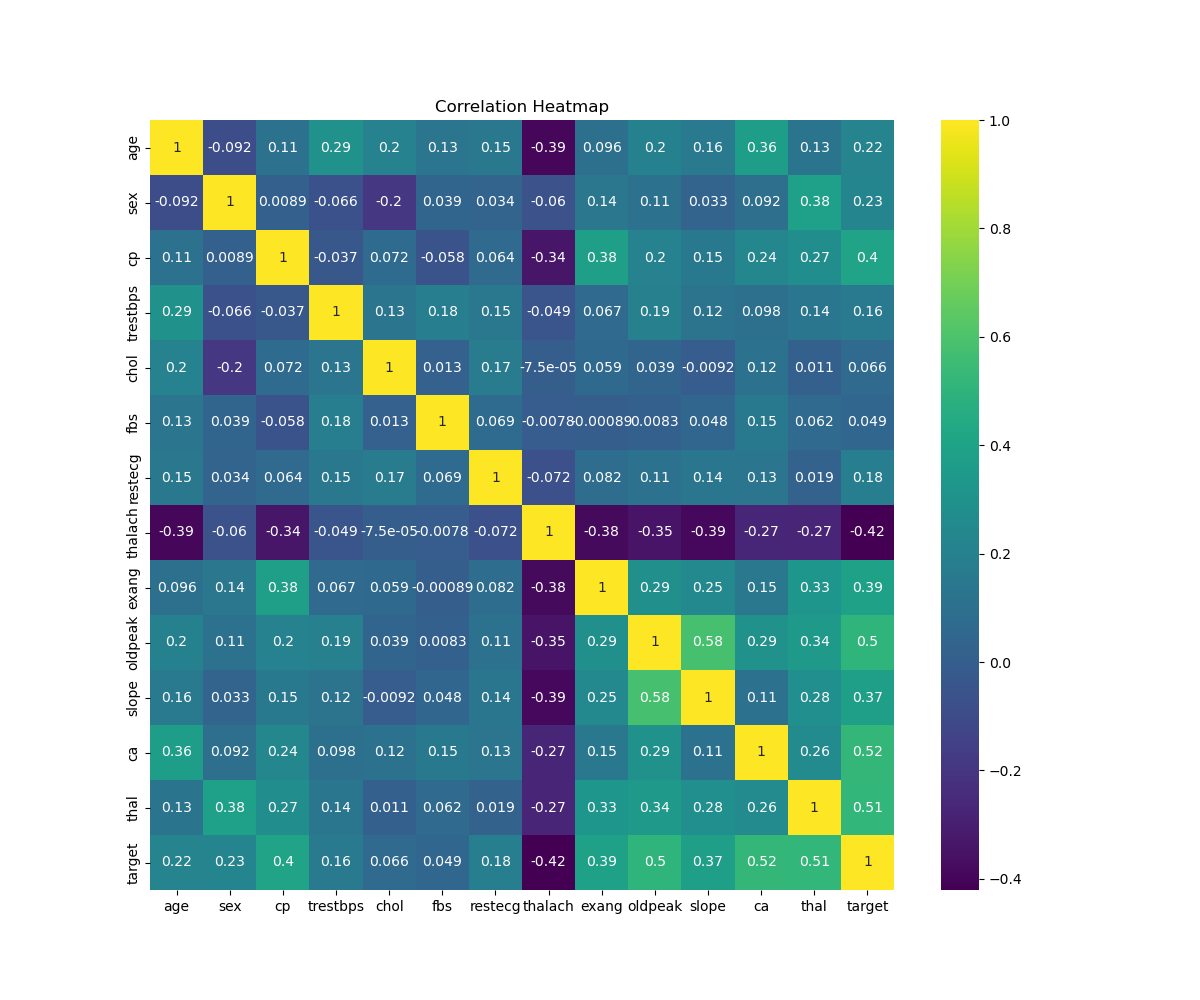 Correlation Heatmap
age 1 -0.092 0.11 0.29 0.2 0.13 0.15 -0.39 0.096 0.2 0.16 0.36 0.13 0.22
sex -0.092 1 0.0089 -0.066 -0.2 0.039 0.034 -0.06 0.14 0.11 0.033 0.092 0.38 0.23
cp 0.11 0.0089 1 -0.037 0.072 -0.058 0.064 -0.34 0.38 0.2 0.15 0.24 0.27 0.4
trestbps 0.29 -0.066 -0.037 1 0.13 0.18 0.15 -0.049 0.067 0.19 0.12 0.098 0.14 0.16
chol 0.2 -0.2 0.072 0.13 1 0.013 0.17 -7.5e-05 0.059 0.039 -0.0092 0.12 0.011 0.066
fbs 0.13 0.039 -0.058 0.18 0.013 1 0.069 -0.0078 -0.00089 0.0083 0.048 0.15 0.062 0.049
restecg 0.15 0.034 0.064 0.15 0.17 0.069 1 -0.072 0.082 0.11 0.14 0.13 0.019 0.18
thalach -0.39 -0.06 -0.34 -0.049 -7.5e-05 -0.0078 -0.072 1 -0.38 -0.35 -0.39 -0.27 -0.27 -0.42
exang 0.096 0.14 0.38 0.067 0.059 -0.00089 0.082 -0.38 1 0.29 0.25 0.15 0.33 0.39
oldpeak 0.2 0.11 0.2 0.19 0.039 0.0083 0.11 -0.35 0.29 1 0.58 0.29 0.34 0.5
slope 0.16 0.033 0.15 0.12 -0.0092 0.048 0.14 -0.39 0.25 0.58 1 0.11 0.28 0.37
ca 0.36 0.092 0.24 0.098 0.12 0.15 0.13 -0.27 0.15 0.29 0.11 1 0.26 0.52
thal 0.13 0.38 0.27 0.14 0.011 0.062 0.019 -0.27 0.33 0.34 0.28 0.26 1 0.51
target 0.22 0.23 0.4 0.16 0.066 0.049 0.18 -0.42 0.39 0.5 0.37 0.52 0.51 1
age sex cp trestbps chol fbs restecg thalach exang oldpeak slope ca thal target
1.0
0.8
0.6
0.4
0.2
0.0
−0.2
−0.4